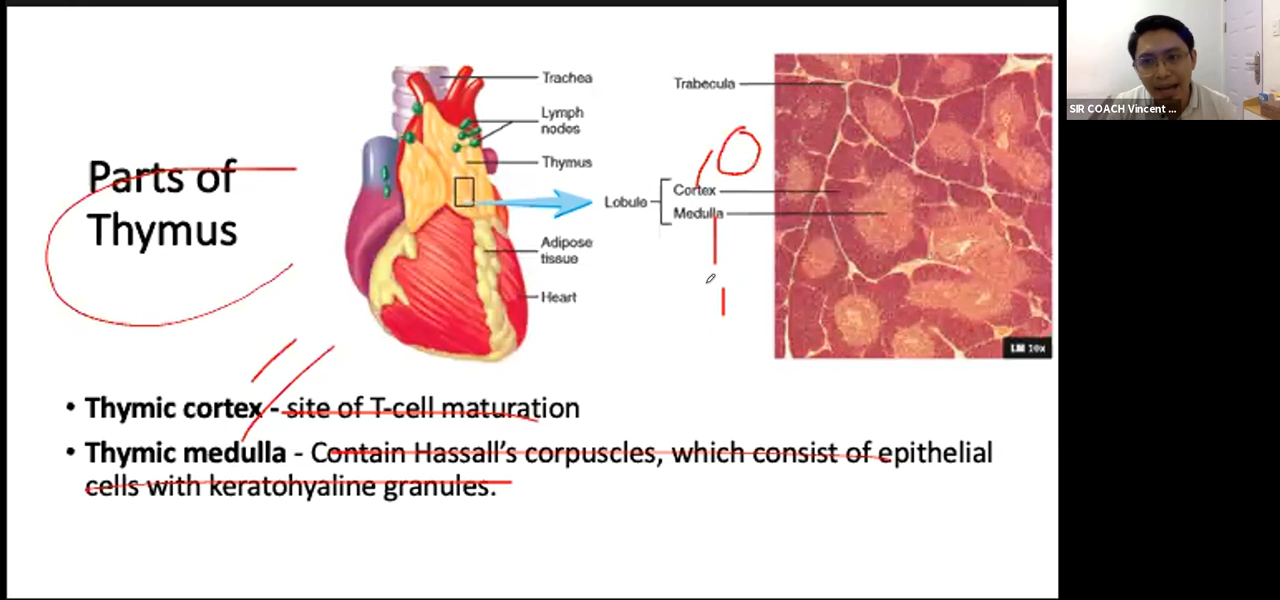 SIR COACH Vincent ...
Parts of
Thymus
Trachea
Lymph
nodes
Thymus
Adipose
tissue
Heart
Trabecula
Lobule
Cortex
Medulla
LM 10x
• Thymic cortex - site of T-cell maturation
• Thymic medulla - Contain Hassall's corpuscles, which consist of epithelial
cells with keratohyaline granules.